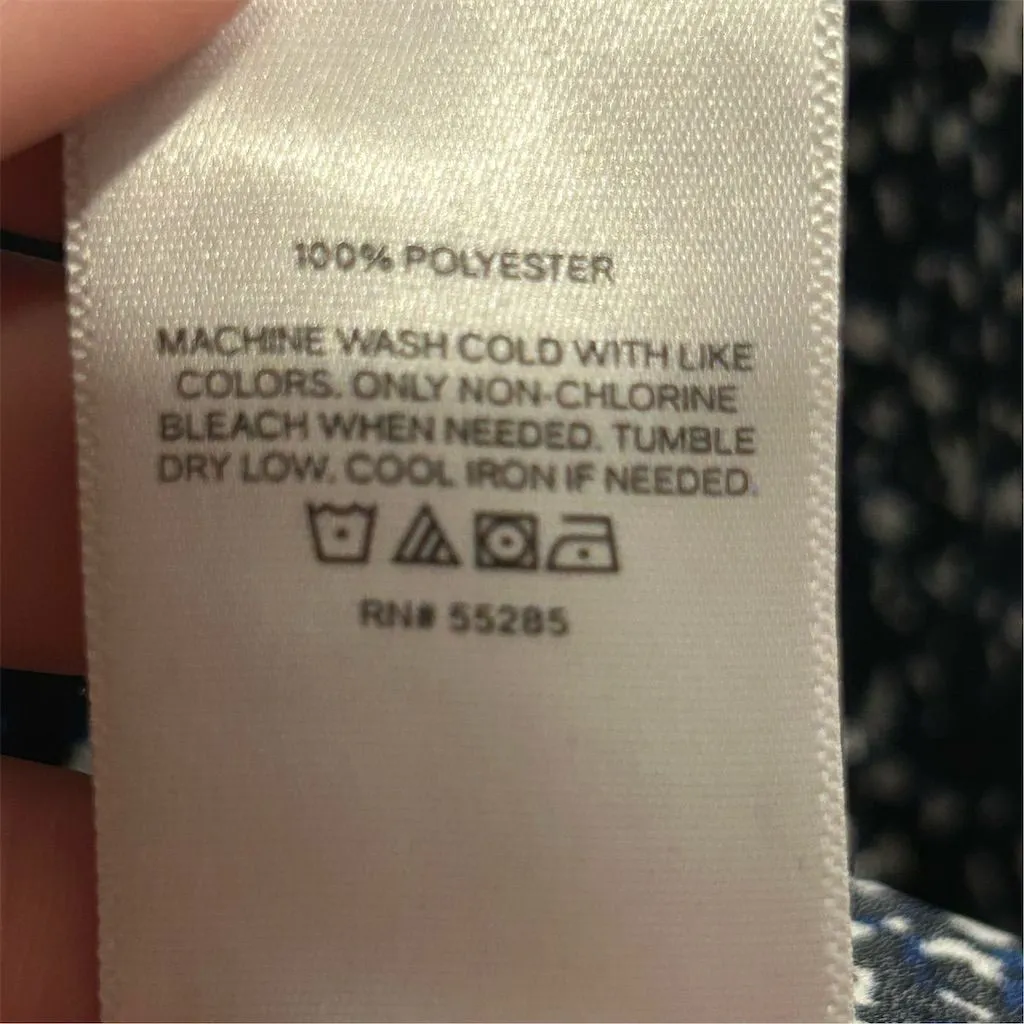 100% POLYESTER
MACHINE WASH COLD WITH LIKE
COLORS. ONLY NON-CHLORINE
BLEACH WHEN NEEDED. TUMBLE
DRY LOW. COOL IRON IF NEEDED.
RN# 55285